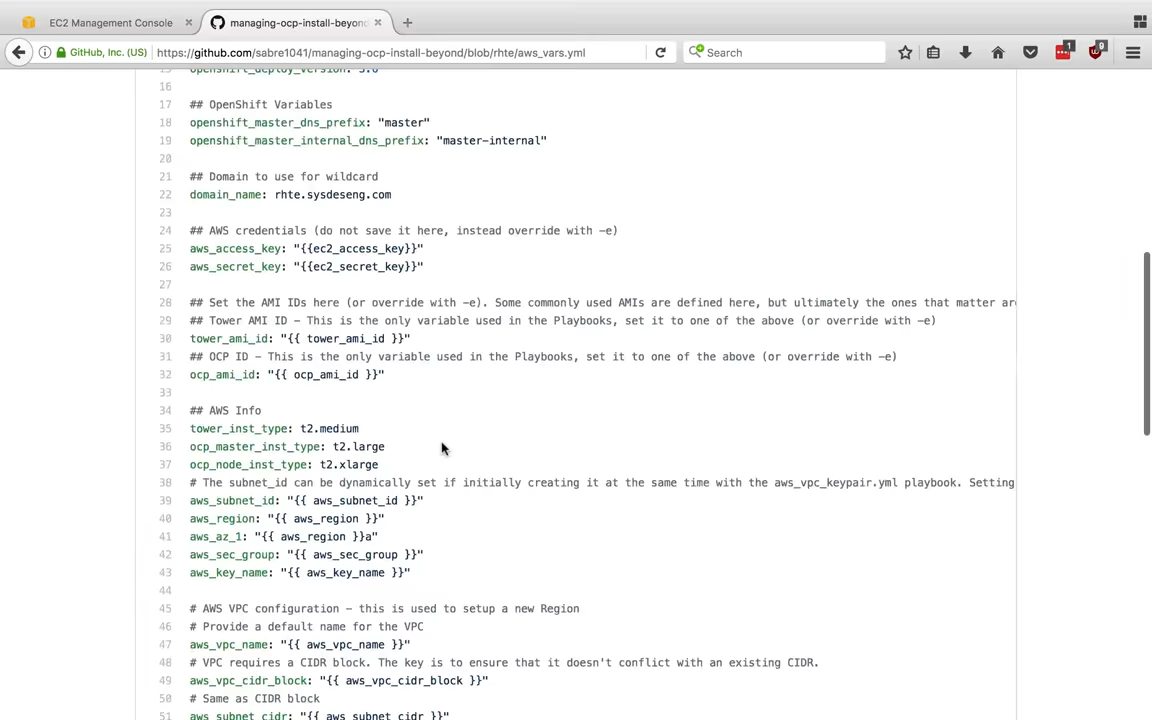 EC2 Management Console
managing-ocp-install-beyond
GitHub, Inc. (US)
https://github.com/sabre1041/managing-ocp-install-beyond/blob/rhte/aws_vars.yml
Search
1
9
16
17 ## OpenShift Variables
18 openshift_master_dns_prefix: "master"
19 openshift_master_internal_dns_prefix: "master-internal"
20
21 ## Domain to use for wildcard
22 domain_name: rhte.sysdeseng.com
23
24 ## AWS credentials (do not save it here, instead override with -e)
25 aws_access_key: "{{ec2_access_key}}"
26 aws_secret_key: "{{ec2_secret_key}}"
27
28 ## Set the AMI IDs here (or override with -e). Some commonly used AMIs are defined here, but ultimately the ones that matter
29 ## Tower AMI ID - This is the only variable used in the Playbooks, set it to one of the above (or override with -e)
30 tower_ami_id: "{{ tower_ami_id }}"
31 ## OCP ID - This is the only variable used in the Playbooks, set it to one of the above (or override with -e)
32 ocp_ami_id: "{{ ocp_ami_id }}"
33
34 ## AWS Info
35 tower_inst_type: t2.medium
36 ocp_master_inst_type: t2.large
37 ocp_node_inst_type: t2.xlarge
38 # The subnet_id can be dynamically set if initially creating it at the same time with the aws_vpc_keypair.yml playbook. Setting
39 aws_subnet_id: "{{ aws_subnet_id }}"
40 aws_region: "{{ aws_region }}"
41 aws_az_1: "{{ aws_region }}a"
42 aws_sec_group: "{{ aws_sec_group }}"
43 aws_key_name: "{{ aws_key_name }}"
44
45 # AWS VPC configuration - this is used to setup a new Region
46 # Provide a default name for the VPC
47 aws_vpc_name: "{{ aws_vpc_name }}"
48 # VPC requires a CIDR block. The key is to ensure that it doesn't conflict with an existing CIDR.
49 aws_vpc_cidr_block: "{{ aws_vpc_cidr_block }}"
50 # Same as CIDR block
51 aws_subnet_cidr: "{{ aws_subnet_cidr }}"